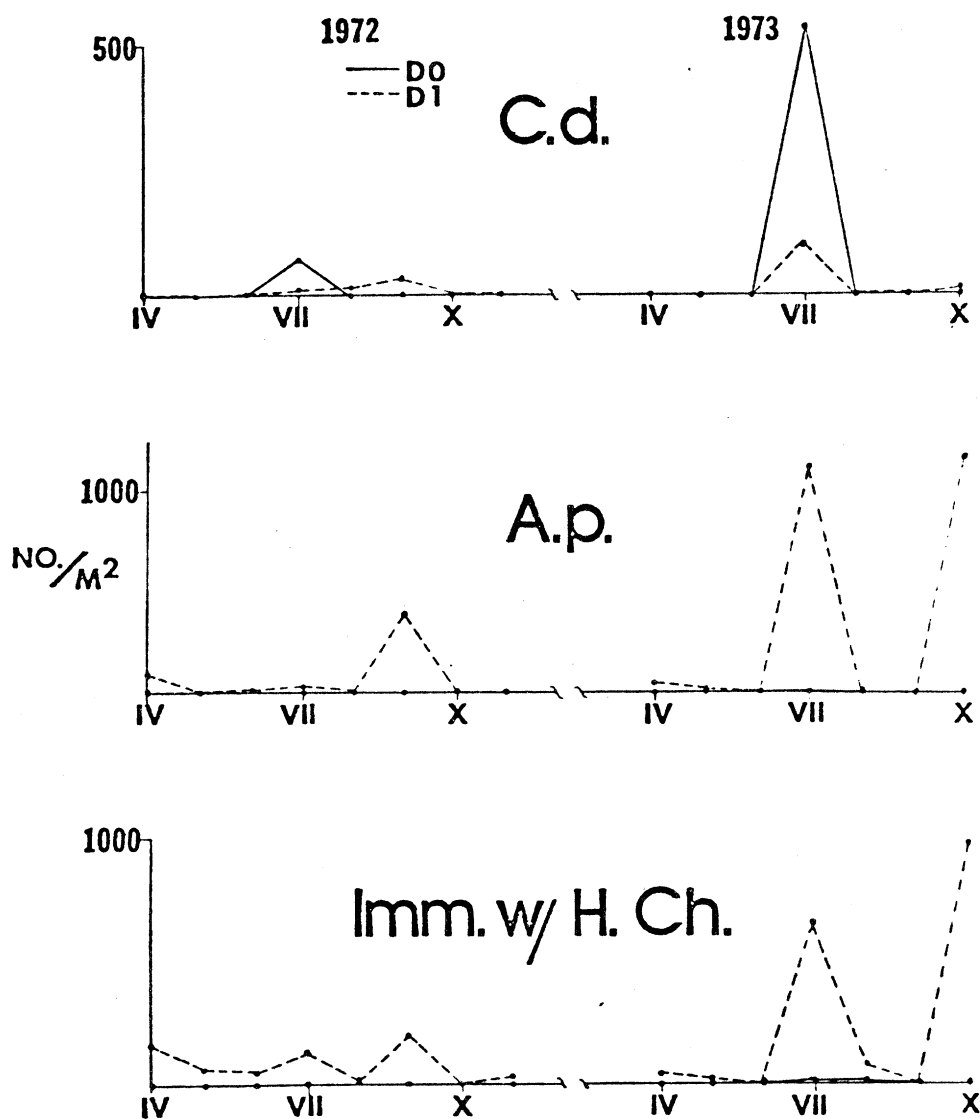 1972 1973
500
D0
D1
C.d.
IV VII X IV VII X
1000
A.p.
NO./M²
IV VII X IV VII X
1000
Imm. w/ H. Ch.
IV VII X IV VII X